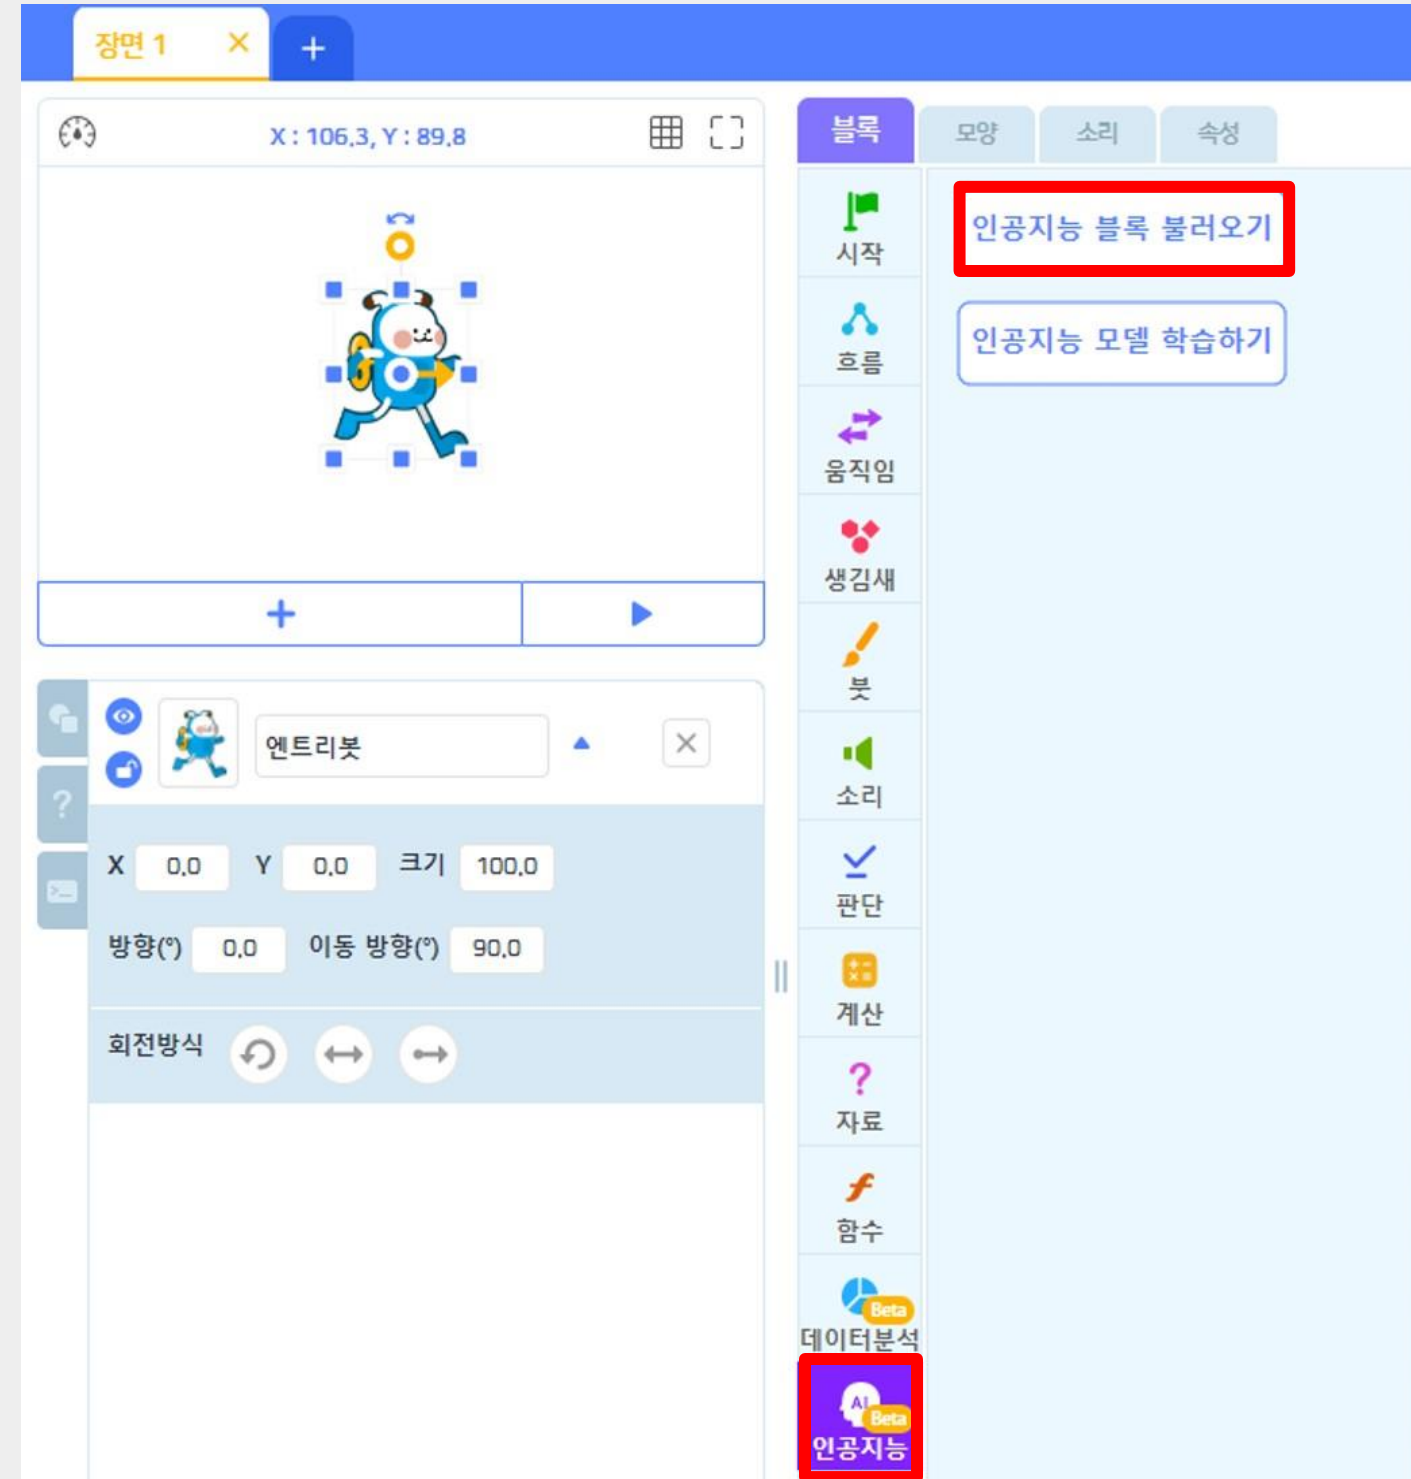 장면 1
X : 106.3, Y : 89.8
엔트리봇
X 0.0 Y 0.0 크기 100.0
방향(°) 0.0 이동 방향(°) 90.0
회전방식
블록 모양 소리 속성
시작
흐름
움직임
생김새
붓
소리
판단
계산
자료
함수
Beta
데이터분석
AI
Beta
인공지능
인공지능 블록 불러오기
인공지능 모델 학습하기